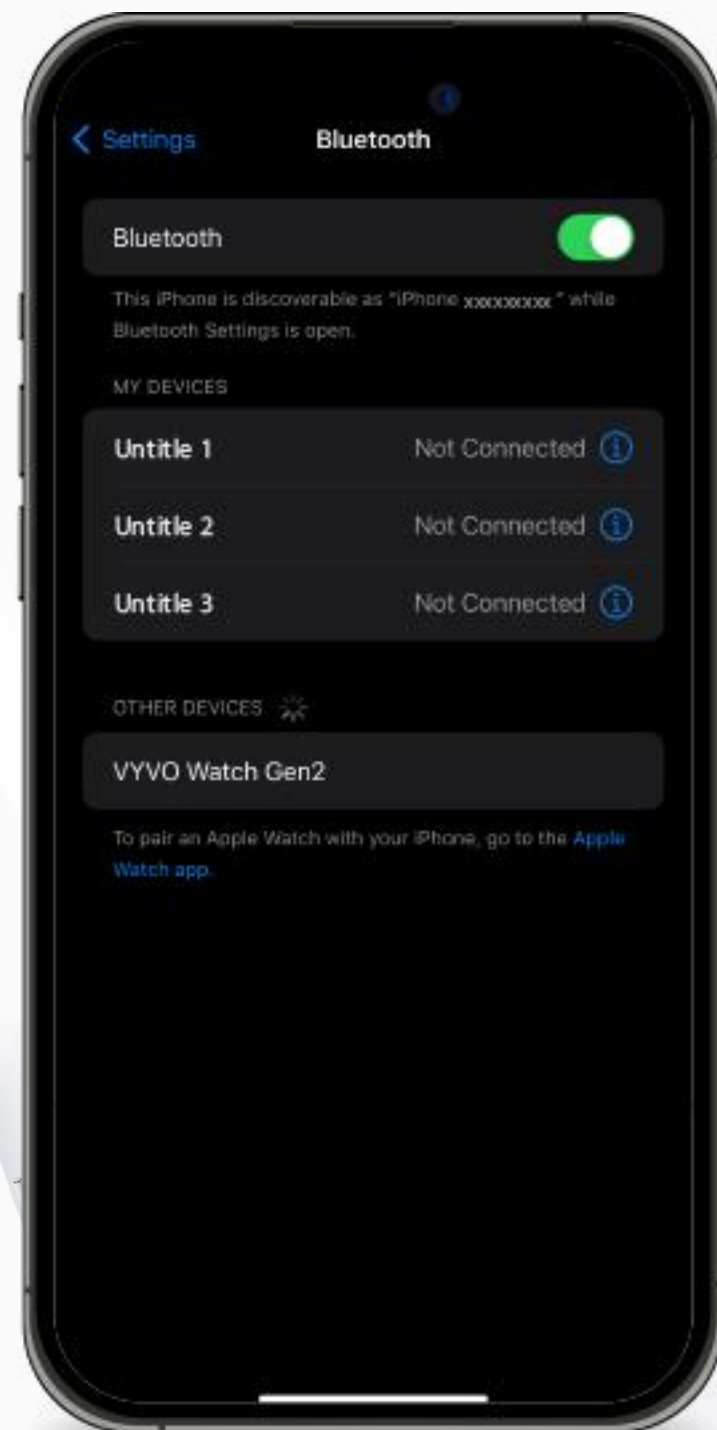 Settings
Bluetooth
Bluetooth
This iPhone is discoverable as "iPhone xxxxxxxxx " while
Bluetooth Settings is open.
MY DEVICES
Untitle 1 Not Connected
Untitle 2 Not Connected
Untitle 3 Not Connected
OTHER DEVICES
VYVO Watch Gen2
To pair an Apple Watch with your iPhone, go to the Apple
Watch app.